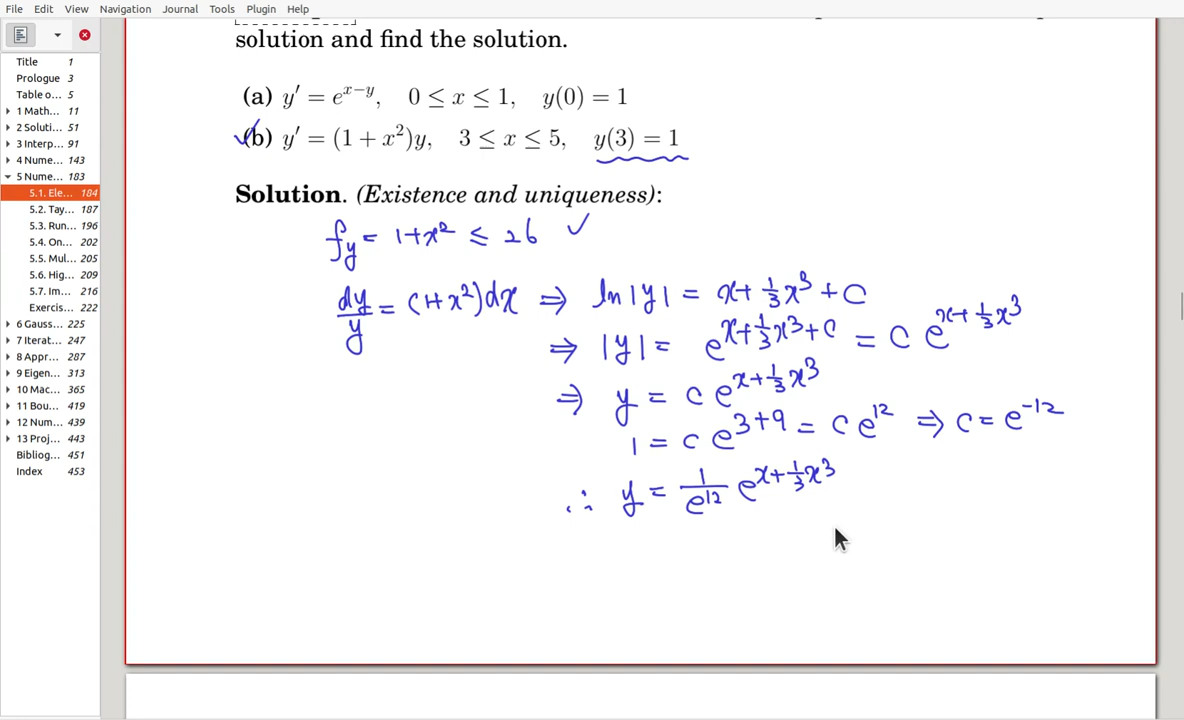 File Edit View Navigation Journal Tools Plugin Help
Title 1
Prologue 3
Table o... 5
1 Math... 11
2 Soluti... 51
3 Interp... 91
4 Nume... 143
5 Nume... 183
5.1. Ele... 184
5.2. Tay... 187
5.3. Run... 196
5.4. On... 202
5.5. Mul... 205
5.6. Hig... 209
5.7. Im... 216
Exercis... 222
6 Gauss... 225
7 Iterat... 247
8 Appr... 287
9 Eigen... 313
10 Mac... 365
11 Bou... 419
12 Num... 439
13 Proj... 443
Bibliog... 451
Index 453
solution and find the solution.
(a) y′ = e^{x−y}, 0 ≤ x ≤ 1, y(0) = 1
(b) y′ = (1 + x²)y, 3 ≤ x ≤ 5, y(3) = 1
Solution. (Existence and uniqueness):
f_y = 1+x² ≤ 26 ✓
dy/y = (1+x²)dx ⇒ ln|y| = x+⅓x³+C
⇒ |y| = e^{x+⅓x³+C} = C e^{x+⅓x³}
⇒ y = C e^{x+⅓x³}
1 = C e^{3+9} = C e^{12} ⇒ C = e^{-12}
∴ y = 1/e^{12} e^{x+⅓x³}